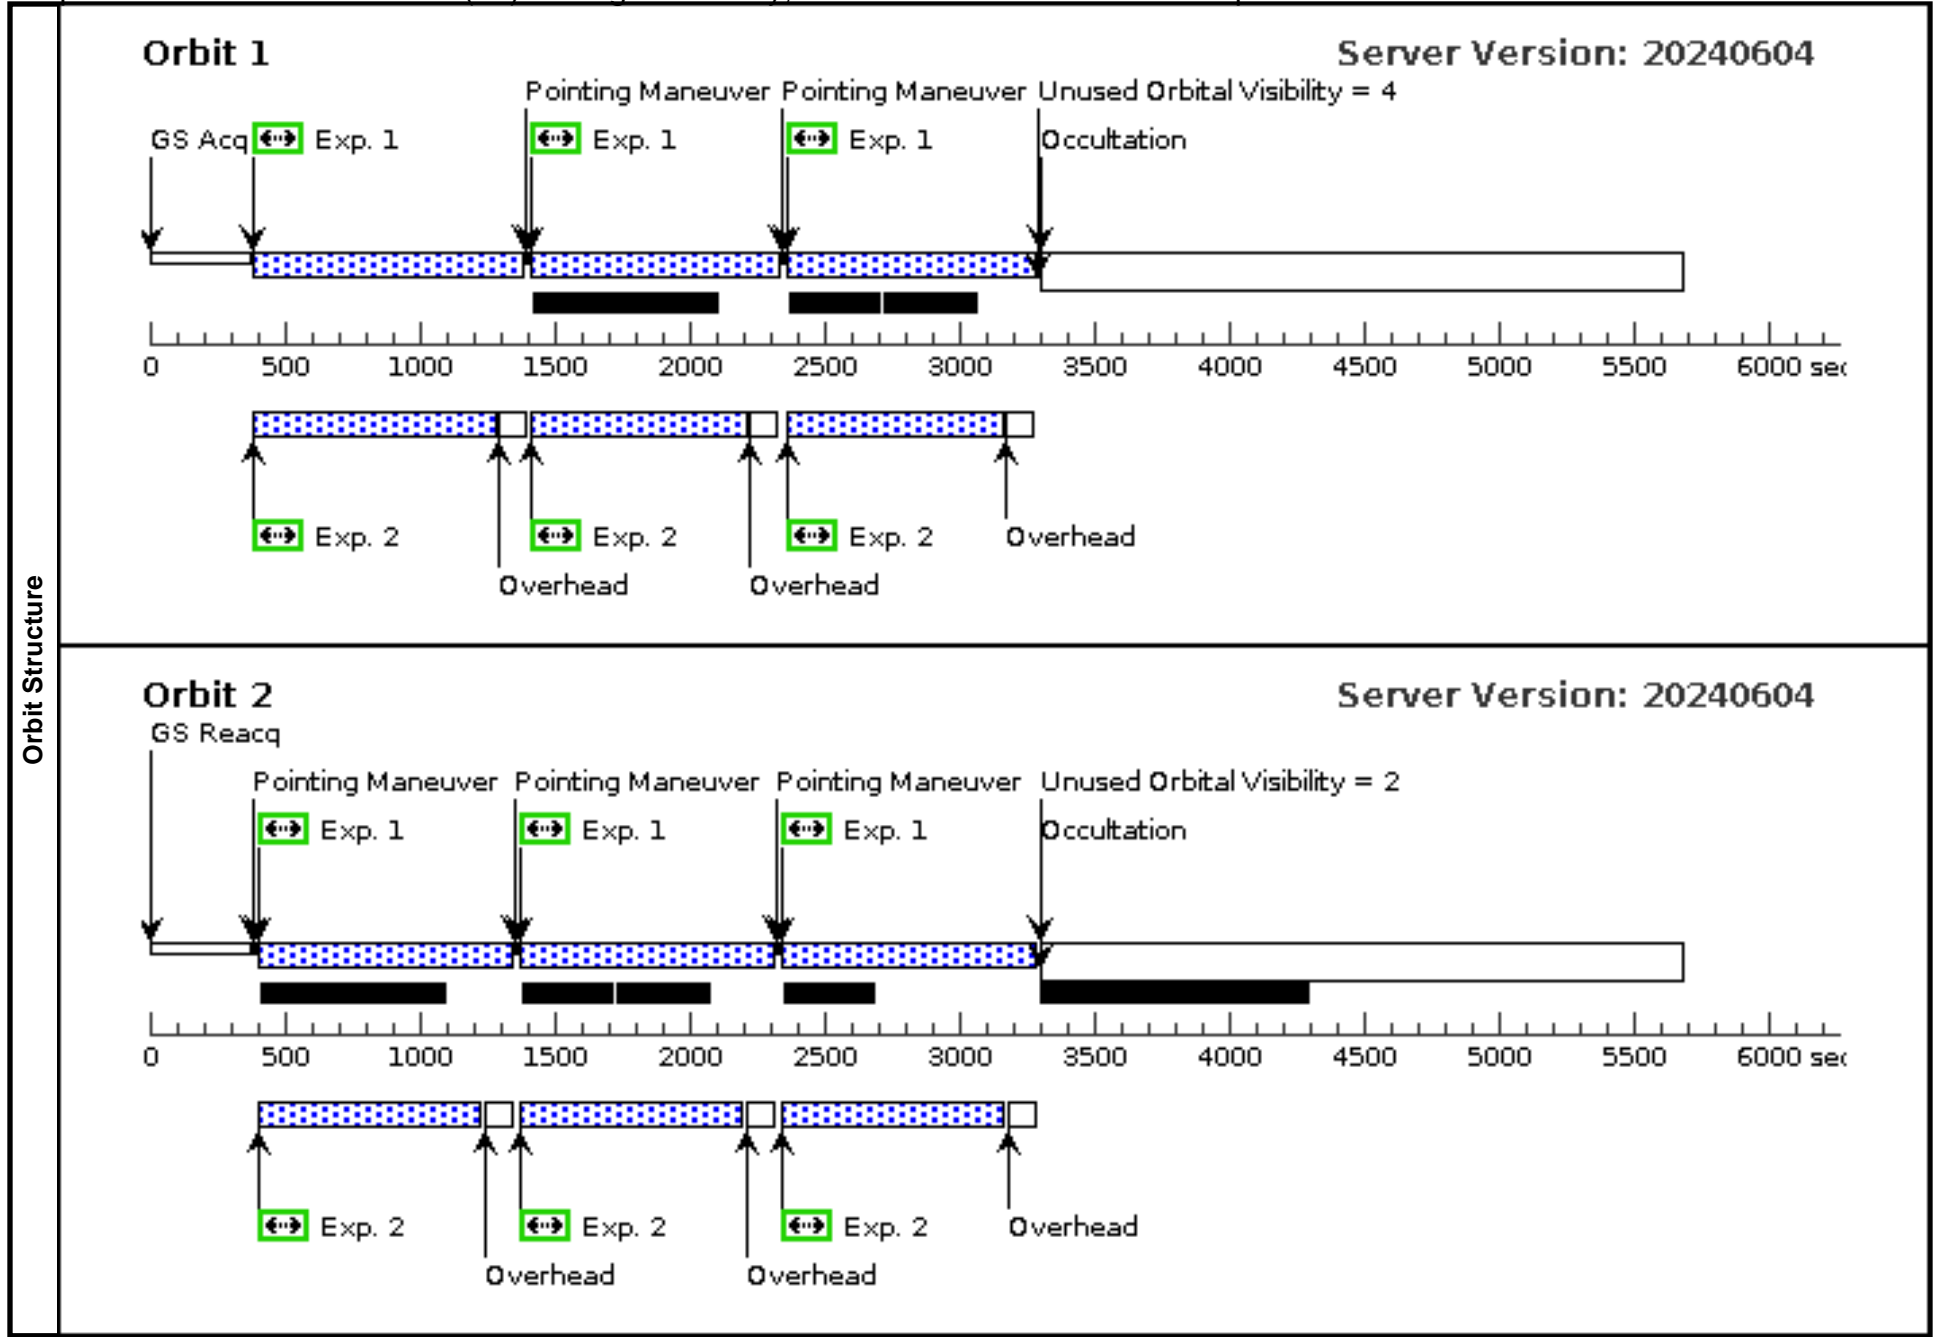 Orbit Structure
Orbit 1
Server Version: 20240604
Pointing Maneuver Pointing Maneuver Unused Orbital Visibility = 4
GS Acq Exp. 1 Exp. 1 Exp. 1 Occultation
0 500 1000 1500 2000 2500 3000 3500 4000 4500 5000 5500 6000 sec
Exp. 2 Exp. 2 Exp. 2 Overhead
Overhead Overhead
Orbit 2
Server Version: 20240604
GS Reacq
Pointing Maneuver Pointing Maneuver Pointing Maneuver Unused Orbital Visibility = 2
Exp. 1 Exp. 1 Exp. 1 Occultation
0 500 1000 1500 2000 2500 3000 3500 4000 4500 5000 5500 6000 sec
Exp. 2 Exp. 2 Exp. 2 Overhead
Overhead Overhead